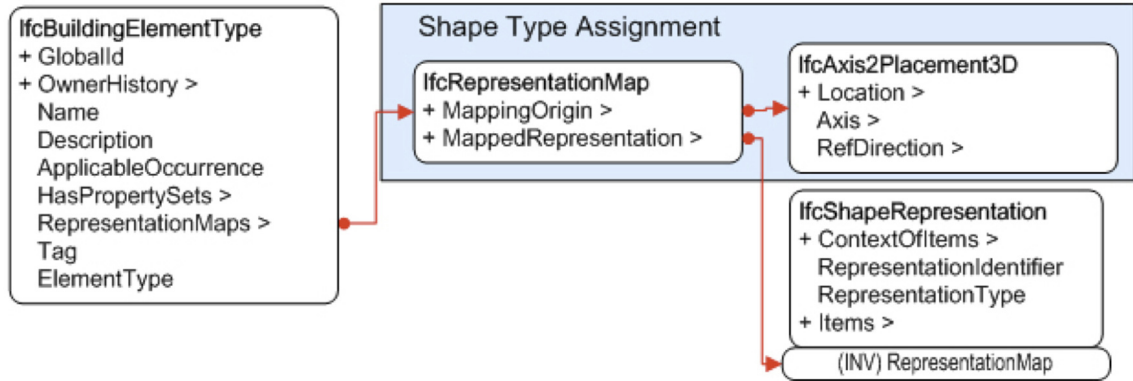 IfcBuildingElementType
+ GlobalId
+ OwnerHistory >
Name
Description
ApplicableOccurrence
HasPropertySets >
RepresentationMaps >
Tag
ElementType
Shape Type Assignment
IfcRepresentationMap
+ MappingOrigin >
+ MappedRepresentation >
IfcAxis2Placement3D
+ Location >
Axis >
RefDirection >
IfcShapeRepresentation
+ ContextOfItems >
RepresentationIdentifier
RepresentationType
+ Items >
(INV) RepresentationMap